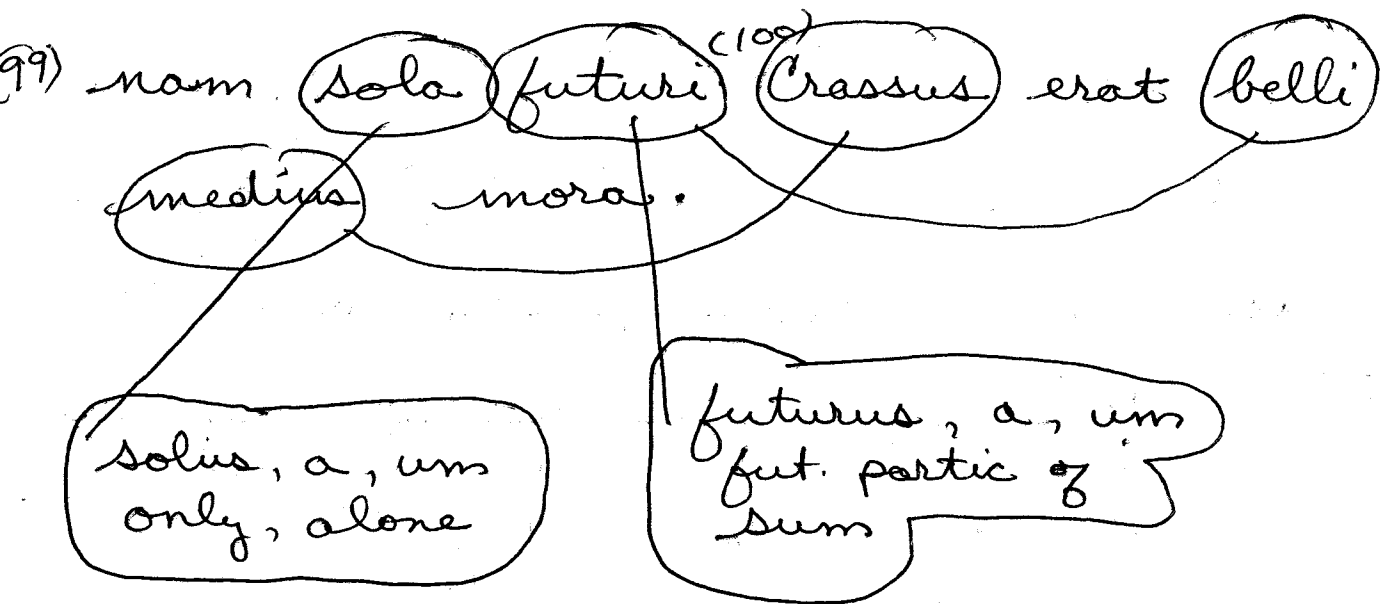 (99) nam sola futuri (100) Crassus erat belli
medius mora.
solus, a, um
only, alone
futurus, a, um
fut. partic of
sum